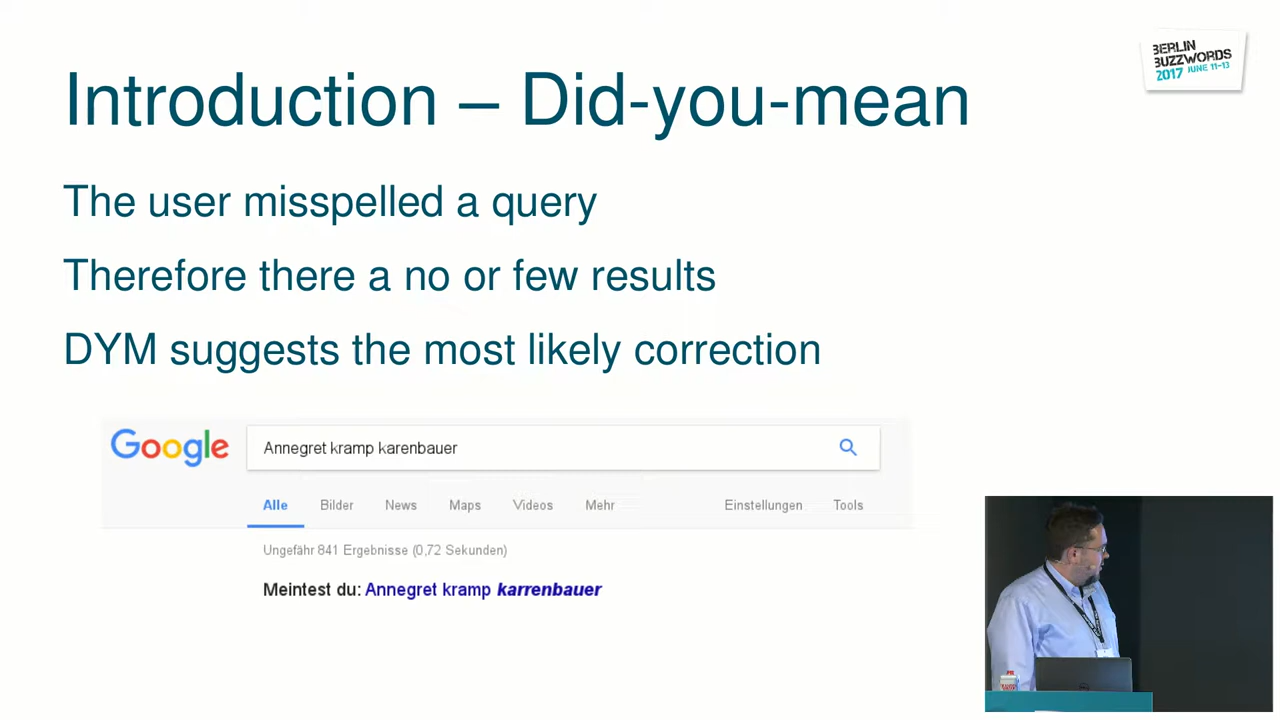 Introduction – Did-you-mean
BERLIN
BUZZWORDS
2017 JUNE 11-13
The user misspelled a query
Therefore there a no or few results
DYM suggests the most likely correction
Google
Annegret kramp karenbauer
Alle Bilder News Maps Videos Mehr Einstellungen Tools
Ungefähr 841 Ergebnisse (0,72 Sekunden)
Meintest du: Annegret kramp karrenbauer